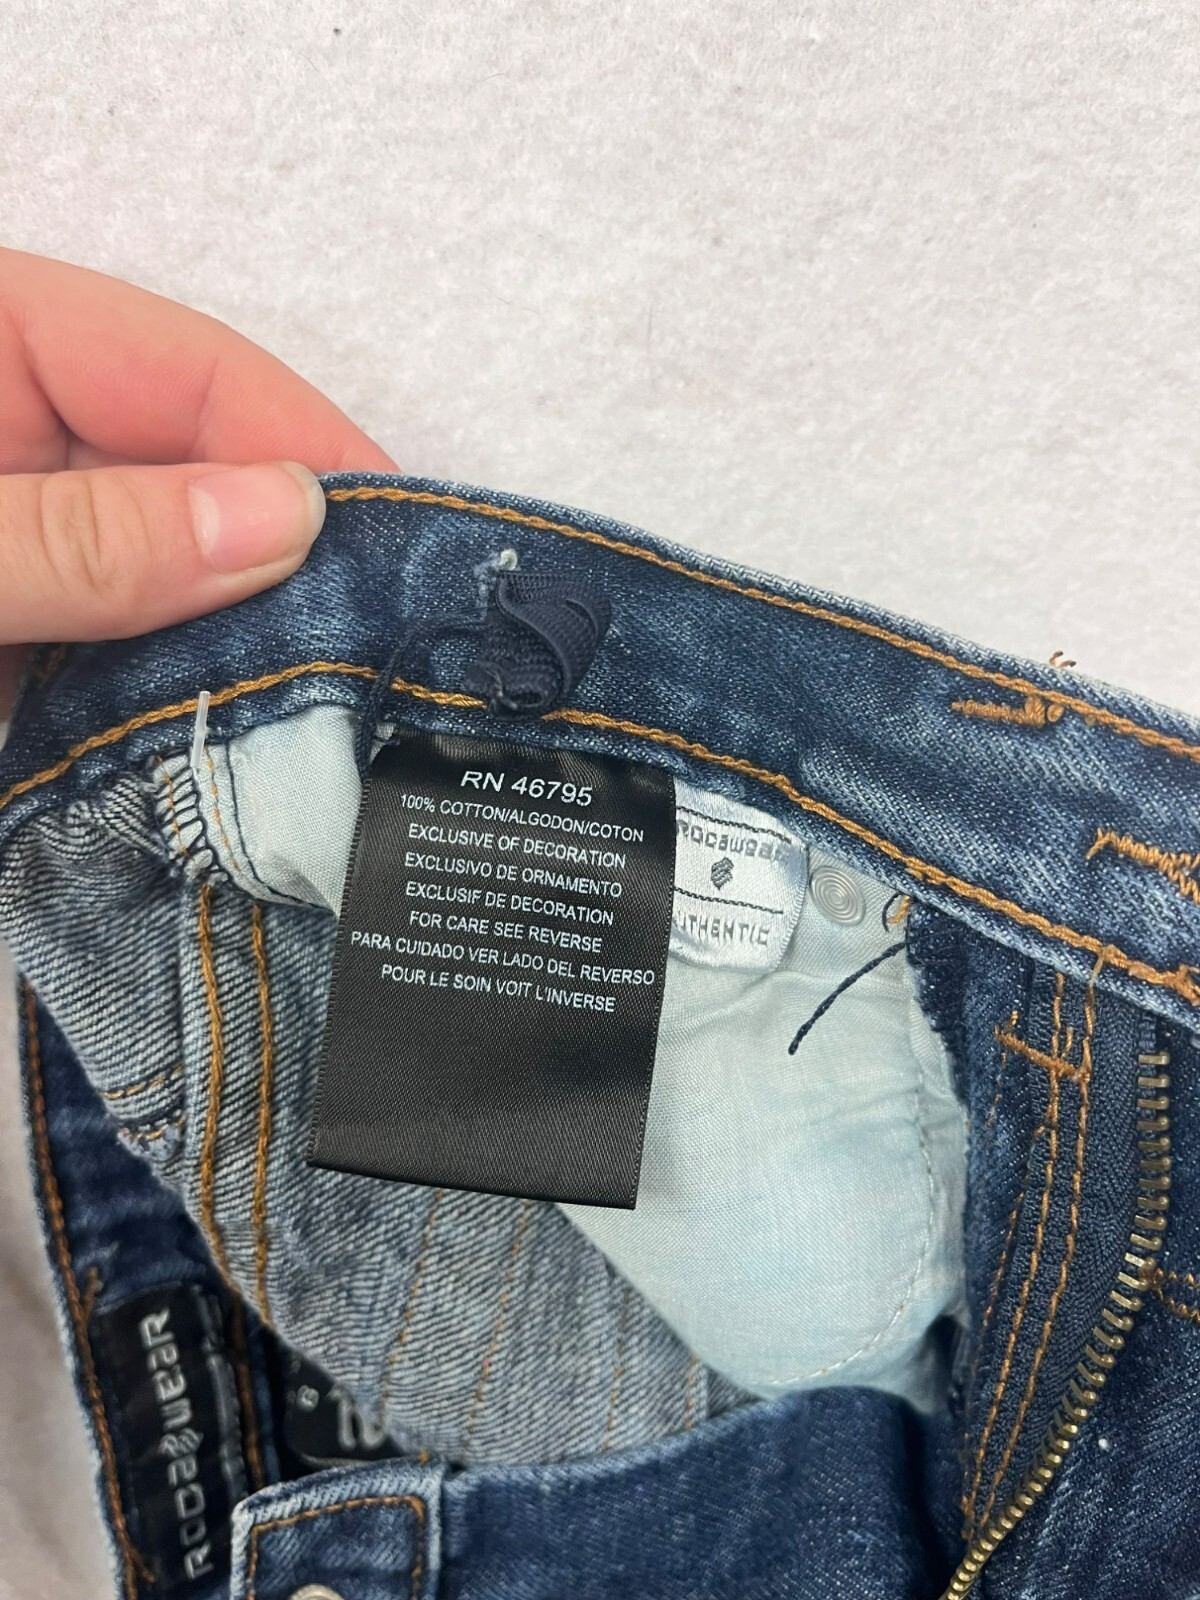 RN 46795
100% COTTON/ALGODON/COTON
EXCLUSIVE OF DECORATION
EXCLUSIVO DE ORNAMENTO
EXCLUSIF DE DECORATION
FOR CARE SEE REVERSE
PARA CUIDADO VER LADO DEL REVERSO
POUR LE SOIN VOIT L'INVERSE
rocawear
UTHENTIC
rocawear